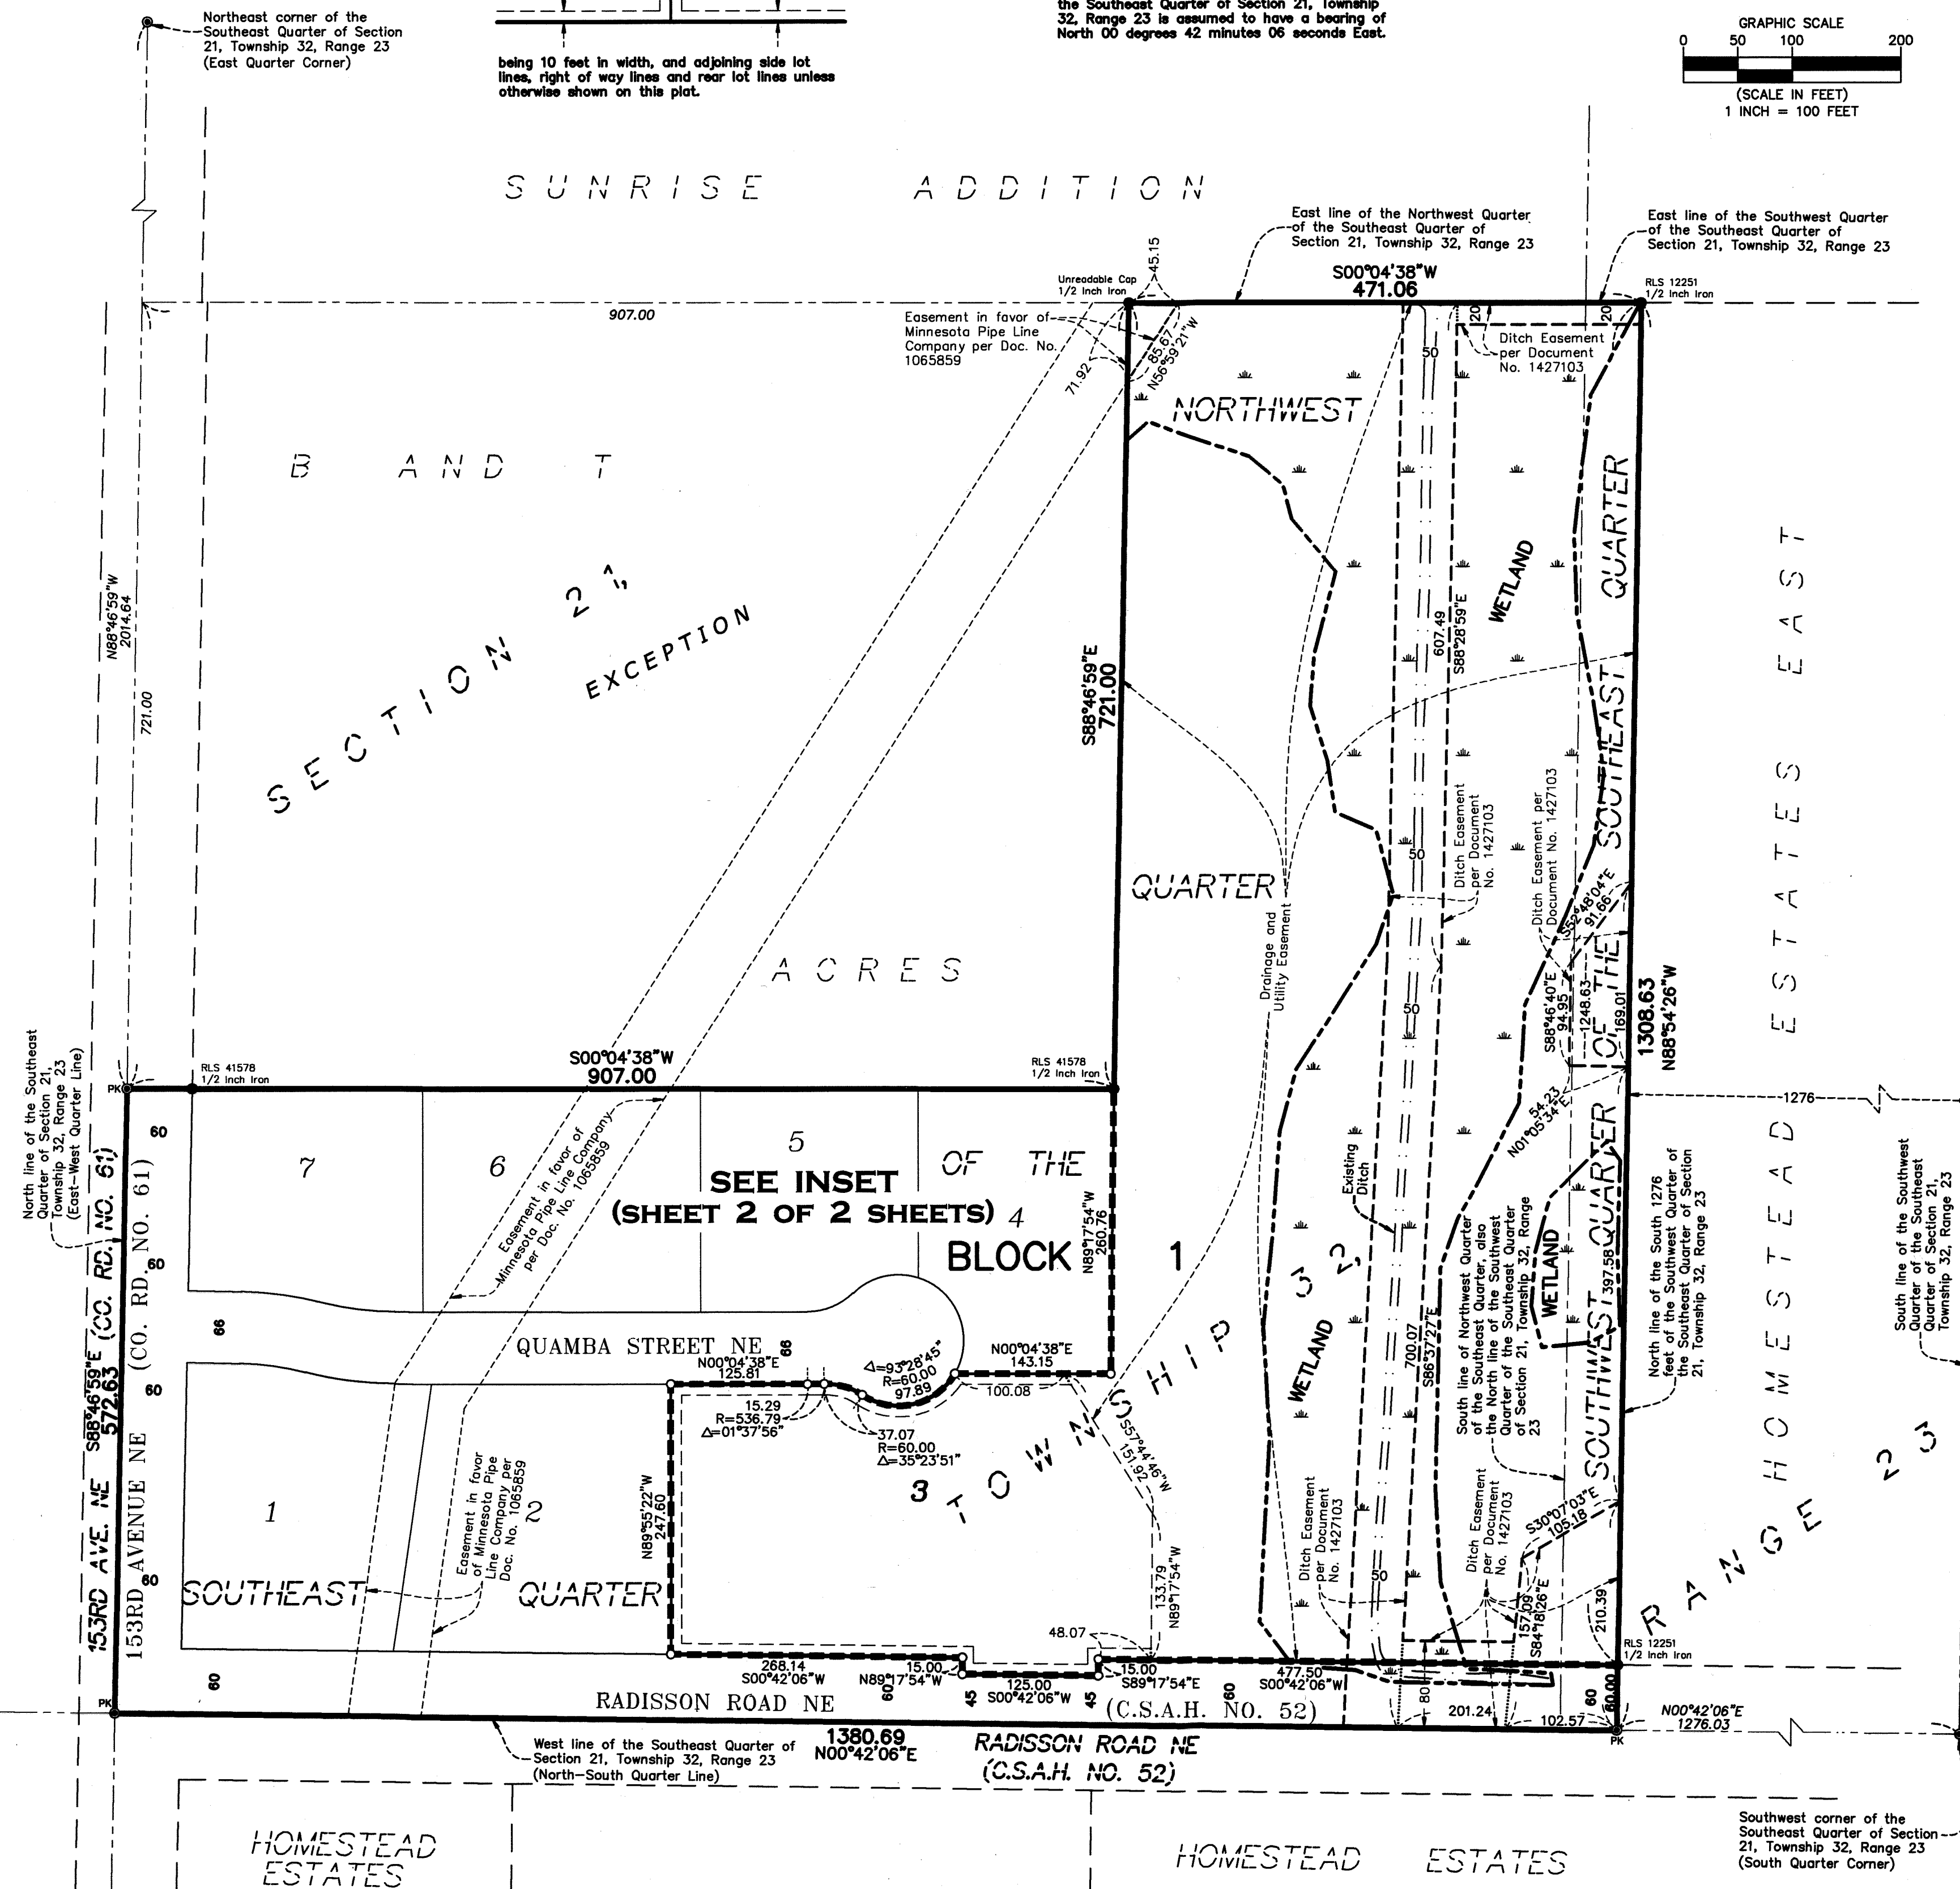 Northeast corner of the
Southeast Quarter of Section
21, Township 32, Range 23
(East Quarter Corner)
being 10 feet in width, and adjoining side lot
lines, right of way lines and rear lot lines unless
otherwise shown on this plat.
the Southeast Quarter of Section 21, Township
32, Range 23 is assumed to have a bearing of
North 00 degrees 42 minutes 06 seconds East.
GRAPHIC SCALE
0 50 100 200
(SCALE IN FEET)
1 INCH = 100 FEET
SUNRISE ADDITION
East line of the Northwest Quarter
of the Southeast Quarter of
Section 21, Township 32, Range 23
East line of the Southwest Quarter
of the Southeast Quarter of
Section 21, Township 32, Range 23
45.15
Unreadable Cap
1/2 Inch Iron
S00°04'38"W
471.06
RLS 12251
1/2 Inch Iron
907.00
Easement in favor of
Minnesota Pipe Line
Company per Doc. No.
1065859
71.92
85.67
N56°59'21"W
50
20
20
Ditch Easement
per Document
No. 1427103
NORTHWEST
B AND T
QUARTER
SECTION 21,
EXCEPTION
N88°46'59"W
2014.64
721.00
S88°46'59"E
721.00
WETLAND
607.49
S88°28'59"E
HOMESTEAD ESTATES EAST
OF THE SOUTHEAST
QUARTER
ACRES
Drainage and
Utility Easement
50
Ditch Easement
per Document
No. 1427103
Ditch Easement per
Document No. 1427103
S52°48'04"E
91.66
50
S88°46'40"E
94.95
1248.63
169.01
1308.63
N88°54'26"W
North line of the Southeast
Quarter of Section 21,
Township 32, Range 23
(East-West Quarter Line)
PK
RLS 41578
1/2 Inch Iron
S00°04'38"W
907.00
RLS 41578
1/2 Inch Iron
54.23
N01°05'34"E
1276
60
7
6
5
OF THE
Easement in favor of
Minnesota Pipe Line Company
per Doc. No. 1065859
SEE INSET
(SHEET 2 OF 2 SHEETS)
4
BLOCK 1
N89°17'54"W
260.76
Existing
Ditch
South line of Northwest Quarter
of the Southeast Quarter, also
the North line of the Southwest
Quarter of the Southeast Quarter
of Section 21, Township 32, Range
23
WETLAND
397.58
SOUTHWEST QUARTER
North line of the South 1276
feet of the Southwest Quarter of
the Southeast Quarter of Section
21, Township 32, Range 23
South line of the Southwest
Quarter of the Southeast
Quarter of Section 21,
Township 32, Range 23
60
66
QUAMBA STREET NE
66
N00°04'38"E
125.81
Δ=93°28'45"
R=60.00
97.89
N00°04'38"E
143.15
100.08
TOWNSHIP 32
WETLAND
700.07
S86°37'27"E
153RD AVE. NE (CO. RD. NO. 61)
S88°46'59"E
572.63
153RD AVENUE NE (CO. RD. NO. 61)
60
15.29
R=536.79
Δ=01°37'56"
37.07
R=60.00
Δ=35°23'51"
S57°44'46"W
151.92
N89°55'22"W
247.60
3
1
2
Easement in favor
of Minnesota Pipe
Line Company per
Doc. No. 1065859
60
SOUTHEAST QUARTER
133.79
N89°17'54"W
Ditch Easement
per Document
No. 1427103
50
Ditch Easement
per Document
No. 1427103
S30°07'03"E
105.18
157.09
S84°18'26"E
210.39
RANGE 23
48.07
RLS 12251
1/2 Inch Iron
60
268.14
S00°42'06"W
15.00
N89°17'54"W
125.00
S00°42'06"W
15.00
S89°17'54"E
477.50
S00°42'06"W
60
45
45
60
80
201.24
102.57
60
60.00
N00°42'06"E
1276.03
PK
RADISSON ROAD NE (C.S.A.H. NO. 52)
PK
West line of the Southeast Quarter of
Section 21, Township 32, Range 23
(North-South Quarter Line)
1380.69
N00°42'06"E
RADISSON ROAD NE
(C.S.A.H. NO. 52)
HOMESTEAD
ESTATES
HOMESTEAD ESTATES
Southwest corner of the
Southeast Quarter of Section
21, Township 32, Range 23
(South Quarter Corner)